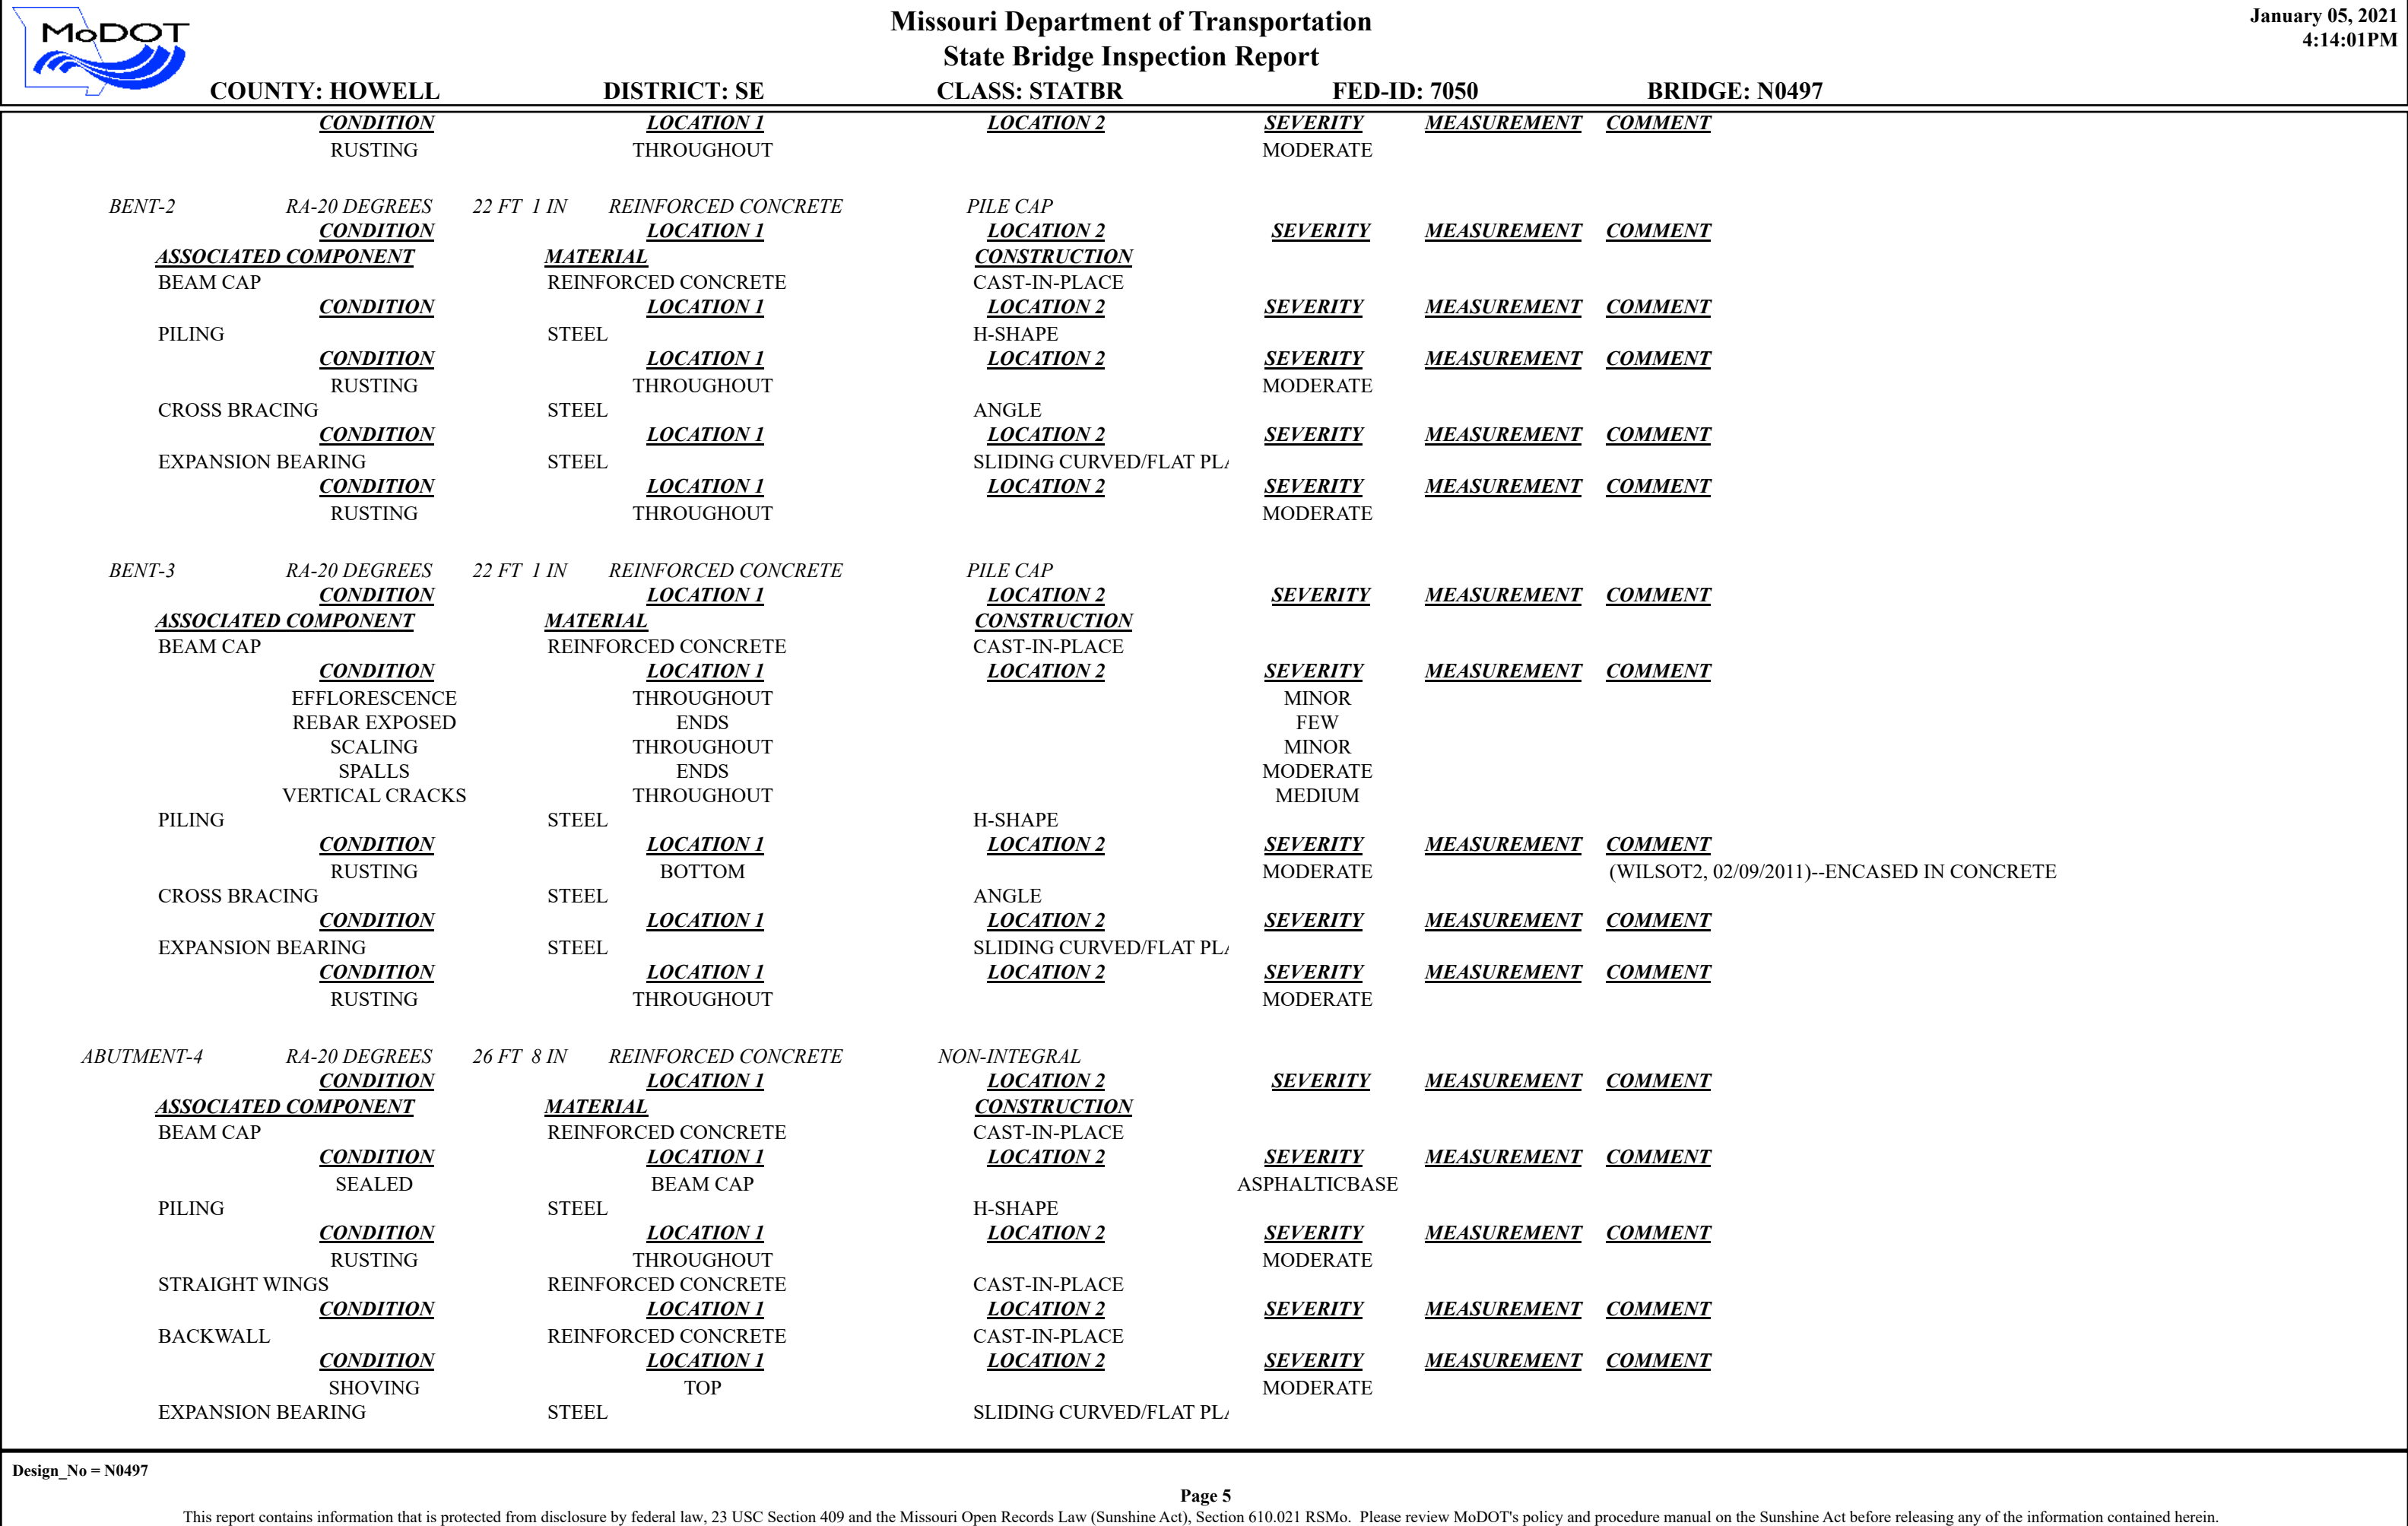 MoDOT
Missouri Department of Transportation
State Bridge Inspection Report
January 05, 2021
4:14:01PM
COUNTY: HOWELL DISTRICT: SE CLASS: STATBR FED-ID: 7050 BRIDGE: N0497
CONDITION LOCATION 1 LOCATION 2 SEVERITY MEASUREMENT COMMENT
RUSTING THROUGHOUT MODERATE
BENT-2 RA-20 DEGREES 22 FT 1 IN REINFORCED CONCRETE PILE CAP
CONDITION LOCATION 1 LOCATION 2 SEVERITY MEASUREMENT COMMENT
ASSOCIATED COMPONENT MATERIAL CONSTRUCTION
BEAM CAP REINFORCED CONCRETE CAST-IN-PLACE
CONDITION LOCATION 1 LOCATION 2 SEVERITY MEASUREMENT COMMENT
PILING STEEL H-SHAPE
CONDITION LOCATION 1 LOCATION 2 SEVERITY MEASUREMENT COMMENT
RUSTING THROUGHOUT MODERATE
CROSS BRACING STEEL ANGLE
CONDITION LOCATION 1 LOCATION 2 SEVERITY MEASUREMENT COMMENT
EXPANSION BEARING STEEL SLIDING CURVED/FLAT PL
CONDITION LOCATION 1 LOCATION 2 SEVERITY MEASUREMENT COMMENT
RUSTING THROUGHOUT MODERATE
BENT-3 RA-20 DEGREES 22 FT 1 IN REINFORCED CONCRETE PILE CAP
CONDITION LOCATION 1 LOCATION 2 SEVERITY MEASUREMENT COMMENT
ASSOCIATED COMPONENT MATERIAL CONSTRUCTION
BEAM CAP REINFORCED CONCRETE CAST-IN-PLACE
CONDITION LOCATION 1 LOCATION 2 SEVERITY MEASUREMENT COMMENT
EFFLORESCENCE THROUGHOUT MINOR
REBAR EXPOSED ENDS FEW
SCALING THROUGHOUT MINOR
SPALLS ENDS MODERATE
VERTICAL CRACKS THROUGHOUT MEDIUM
PILING STEEL H-SHAPE
CONDITION LOCATION 1 LOCATION 2 SEVERITY MEASUREMENT COMMENT
RUSTING BOTTOM MODERATE (WILSOT2, 02/09/2011)--ENCASED IN CONCRETE
CROSS BRACING STEEL ANGLE
CONDITION LOCATION 1 LOCATION 2 SEVERITY MEASUREMENT COMMENT
EXPANSION BEARING STEEL SLIDING CURVED/FLAT PL
CONDITION LOCATION 1 LOCATION 2 SEVERITY MEASUREMENT COMMENT
RUSTING THROUGHOUT MODERATE
ABUTMENT-4 RA-20 DEGREES 26 FT 8 IN REINFORCED CONCRETE NON-INTEGRAL
CONDITION LOCATION 1 LOCATION 2 SEVERITY MEASUREMENT COMMENT
ASSOCIATED COMPONENT MATERIAL CONSTRUCTION
BEAM CAP REINFORCED CONCRETE CAST-IN-PLACE
CONDITION LOCATION 1 LOCATION 2 SEVERITY MEASUREMENT COMMENT
SEALED BEAM CAP ASPHALTICBASE
PILING STEEL H-SHAPE
CONDITION LOCATION 1 LOCATION 2 SEVERITY MEASUREMENT COMMENT
RUSTING THROUGHOUT MODERATE
STRAIGHT WINGS REINFORCED CONCRETE CAST-IN-PLACE
CONDITION LOCATION 1 LOCATION 2 SEVERITY MEASUREMENT COMMENT
BACKWALL REINFORCED CONCRETE CAST-IN-PLACE
CONDITION LOCATION 1 LOCATION 2 SEVERITY MEASUREMENT COMMENT
SHOVING TOP MODERATE
EXPANSION BEARING STEEL SLIDING CURVED/FLAT PL
Design_No = N0497
Page 5
This report contains information that is protected from disclosure by federal law, 23 USC Section 409 and the Missouri Open Records Law (Sunshine Act), Section 610.021 RSMo. Please review MoDOT's policy and procedure manual on the Sunshine Act before releasing any of the information contained herein.